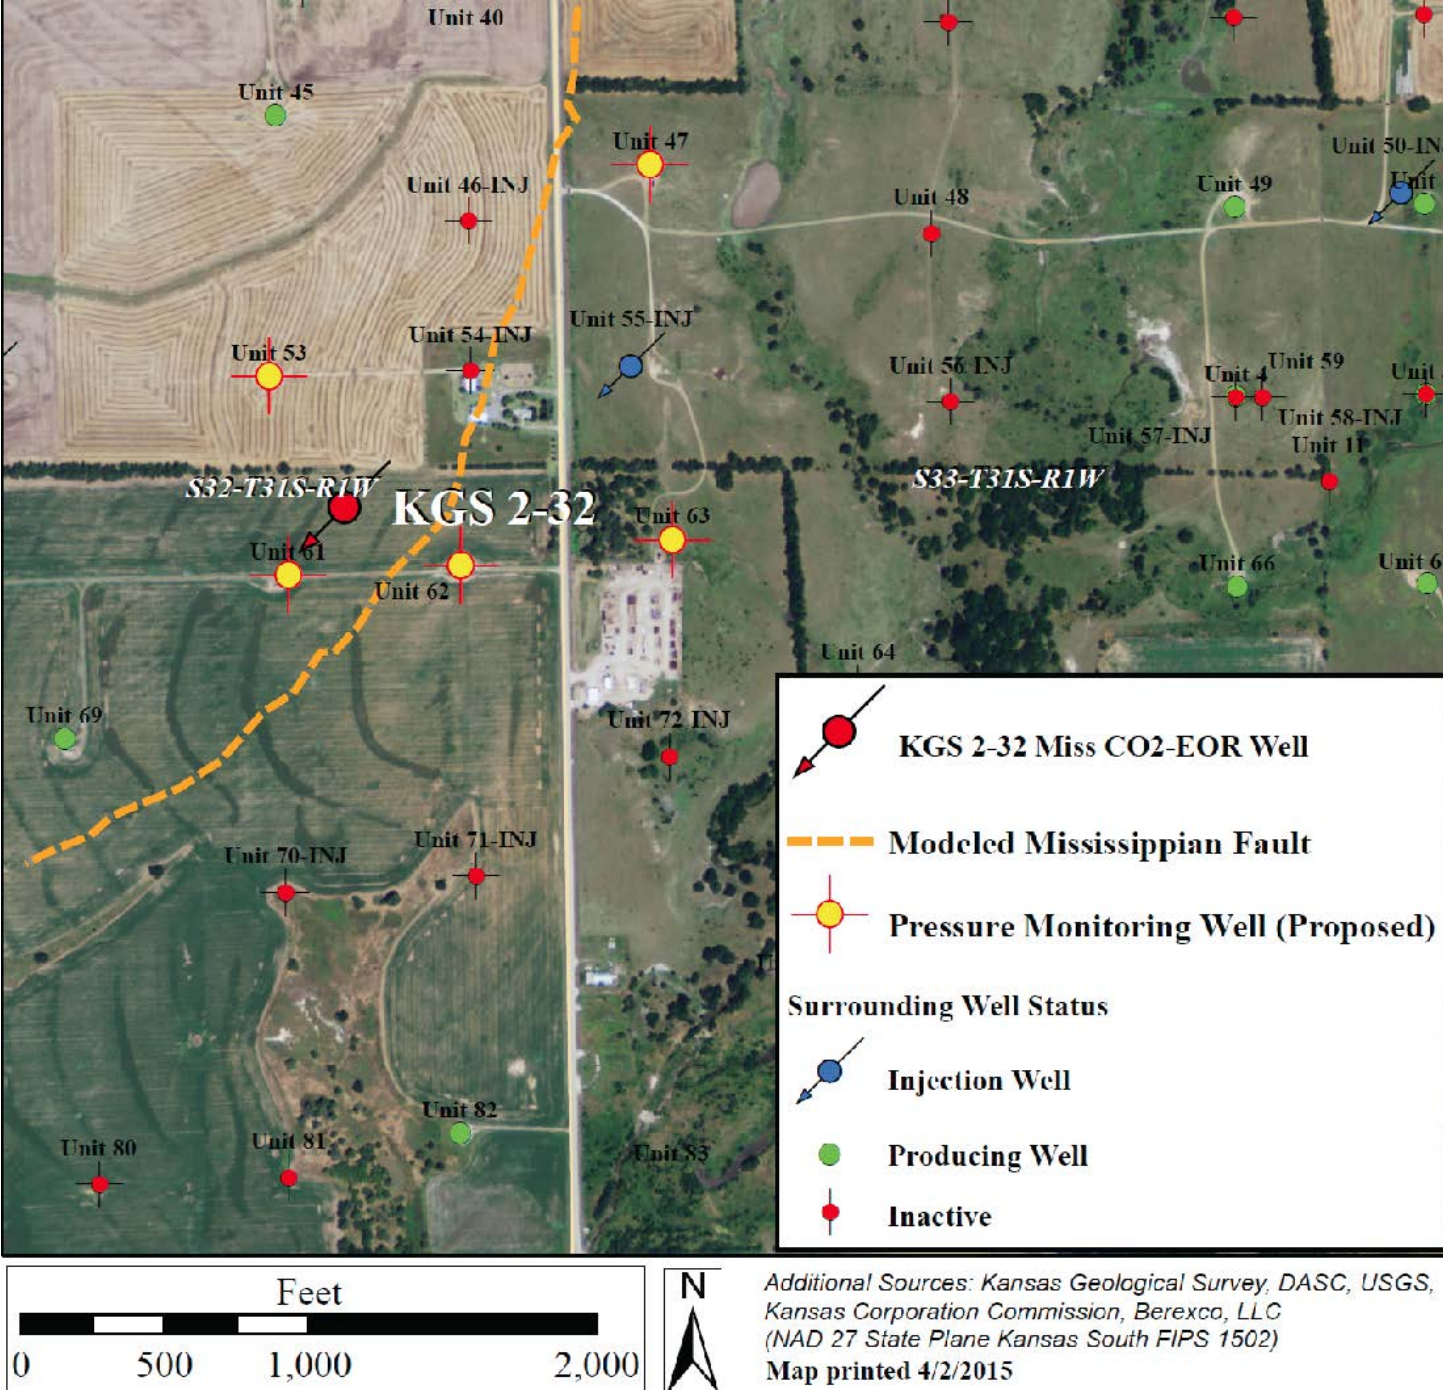 Unit 40
Unit 45
Unit 47
Unit 46-INJ
Unit 48
Unit 49
Unit 50-IN
Unit
Unit 53
Unit 54-INJ
Unit 55-INJ
Unit 56 INJ
Unit 4
Unit 59
Unit
Unit 58-INJ
Unit 57-INJ
Unit 11
S32-T31S-R1W
KGS 2-32
S33-T31S-R1W
Unit 63
Unit 61
Unit 62
Unit 66
Unit 6
Unit 64
Unit 69
Unit 72 INJ
Unit 71-INJ
Unit 70-INJ
Unit 82
Unit 80
Unit 81
Unit 83
KGS 2-32 Miss CO2-EOR Well
Modeled Mississippian Fault
Pressure Monitoring Well (Proposed)
Surrounding Well Status
Injection Well
Producing Well
Inactive
Feet
0 500 1,000 2,000
N
Additional Sources: Kansas Geological Survey, DASC, USGS,
Kansas Corporation Commission, Berexco, LLC
(NAD 27 State Plane Kansas South FIPS 1502)
Map printed 4/2/2015